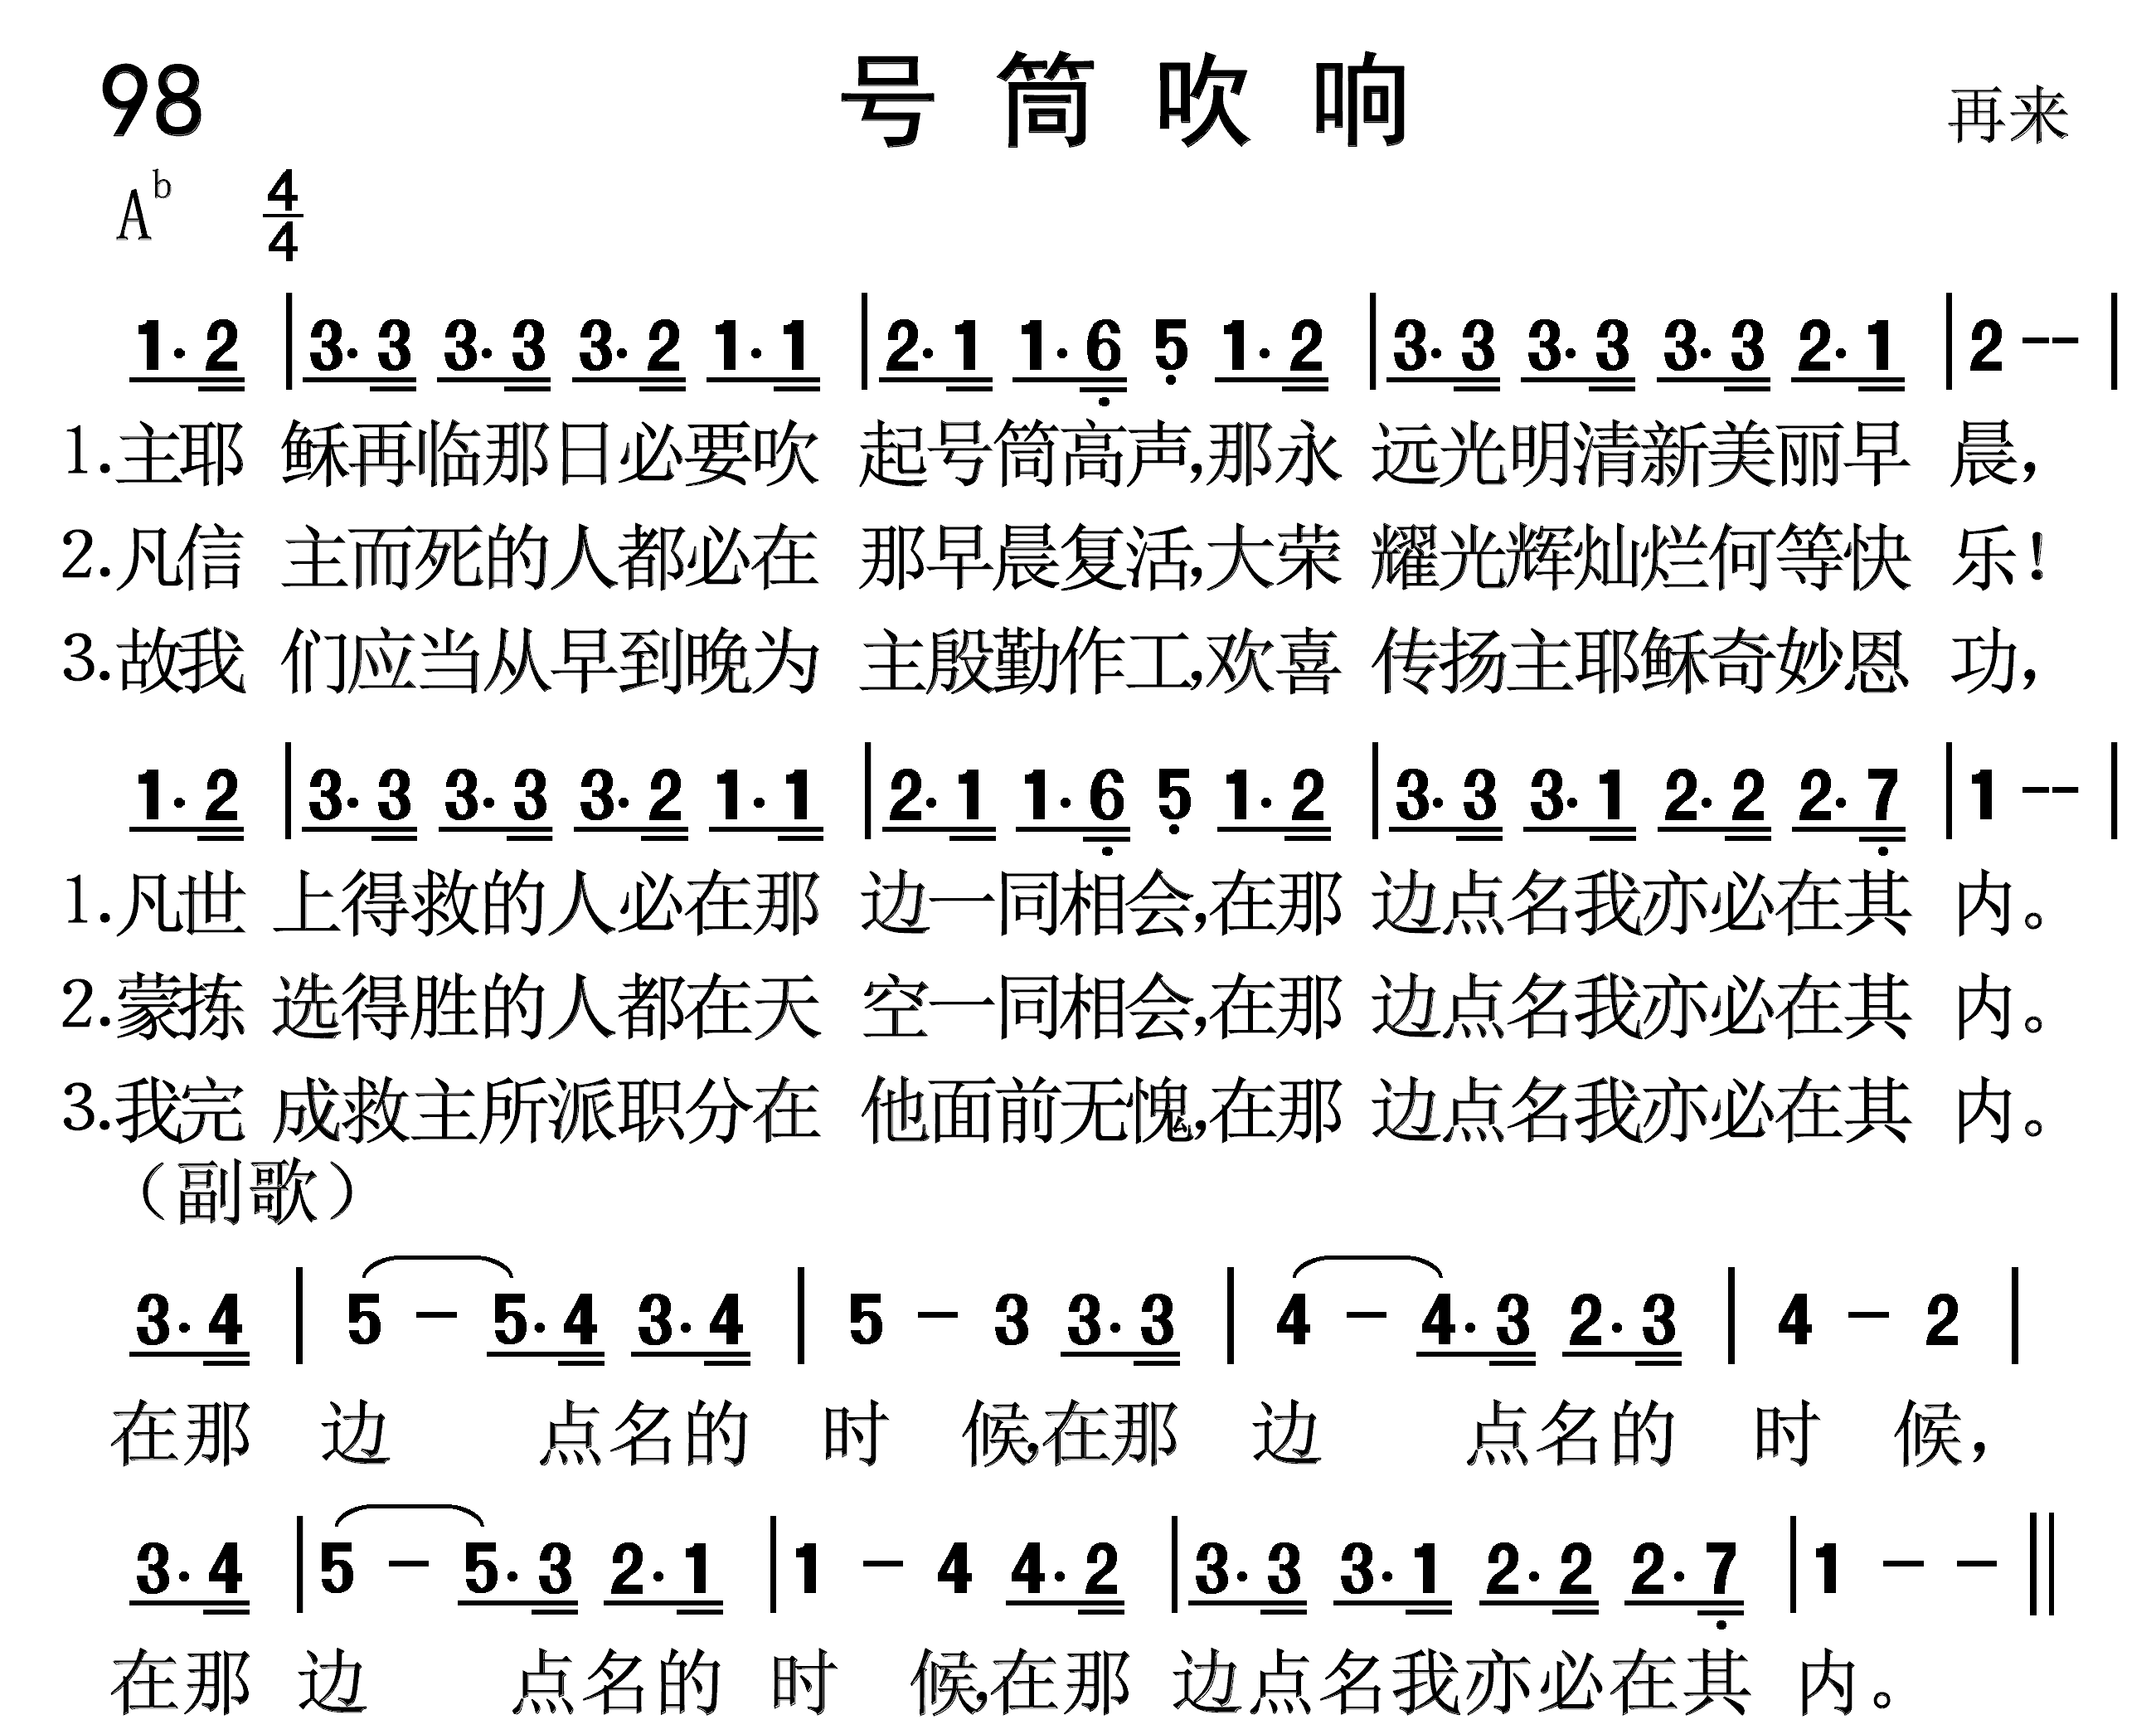 98 号筒吹响 再来
A♭ 4/4
1·2 | 3·3 3·3 3·2 1·1 | 2·1 1·6̣ 5̣ 1·2 | 3·3 3·3 3·3 2·1 | 2 - - |
1.主耶 稣再临那日必要吹 起号筒高声,那永 远光明清新美丽早 晨,
2.凡信 主而死的人都必在 那早晨复活,大荣 耀光辉灿烂何等快 乐!
3.故我 们应当从早到晚为 主殷勤作工,欢喜 传扬主耶稣奇妙恩 功,
1·2 | 3·3 3·3 3·2 1·1 | 2·1 1·6̣ 5̣ 1·2 | 3·3 3·1 2·2 2·7̣ | 1 - - |
1.凡世 上得救的人必在那 边一同相会,在那 边点名我亦必在其 内。
2.蒙拣 选得胜的人都在天 空一同相会,在那 边点名我亦必在其 内。
3.我完 成救主所派职分在 他面前无愧,在那 边点名我亦必在其 内。
（副歌）
3·4 | 5 - 5·4 3·4 | 5 - 3 3·3 | 4 - 4·3 2·3 | 4 - 2 |
在那 边 点名的 时 候,在那 边 点名的 时 候,
3·4 | 5 - 5·3 2·1 | 1 - 4 4·2 | 3·3 3·1 2·2 2·7̣ | 1 - - ‖
在那 边 点名的 时 候,在那 边点名我亦必在其 内。